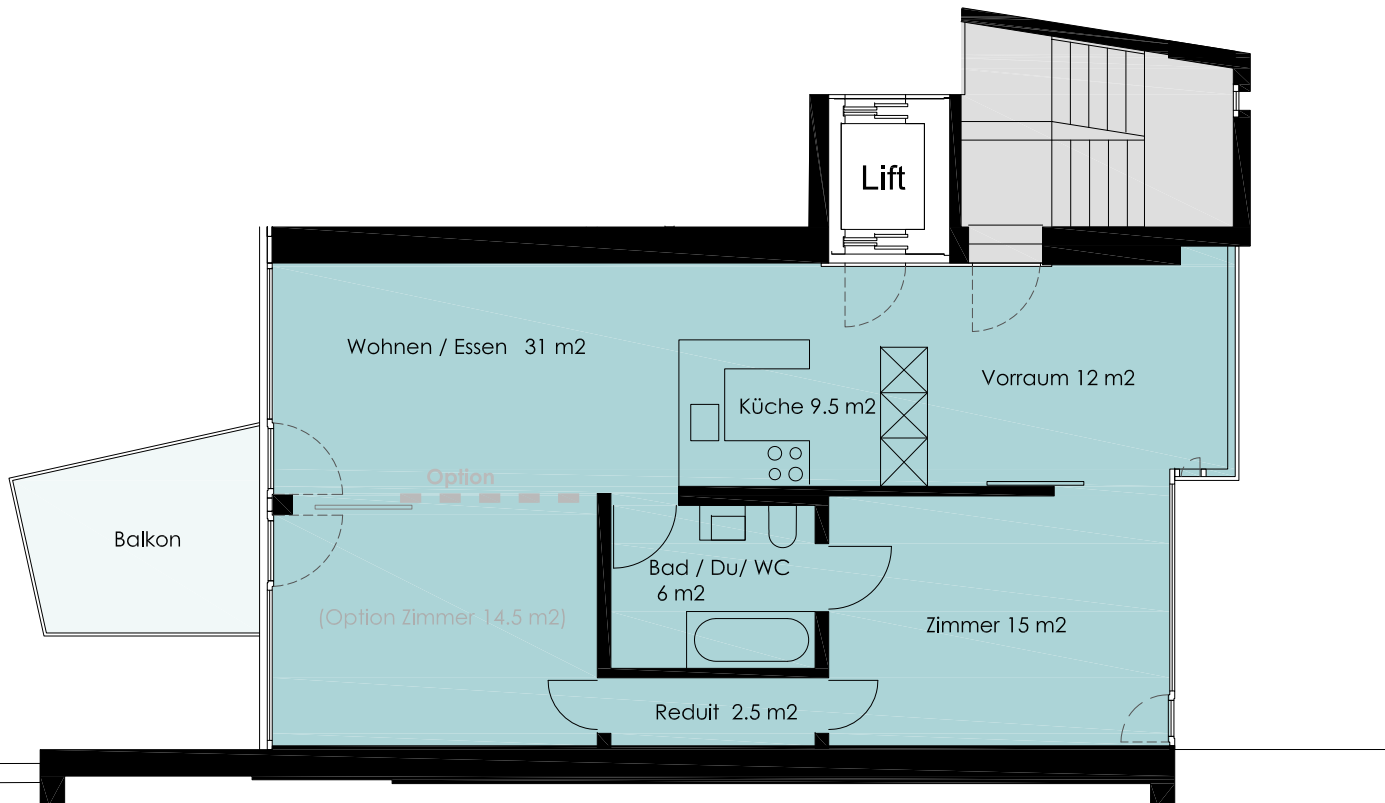 Lift
Wohnen / Essen 31 m2
Vorraum 12 m2
Küche 9.5 m2
Option
Balkon
Bad / Du/ WC
6 m2
(Option Zimmer 14.5 m2)
Zimmer 15 m2
Reduit 2.5 m2